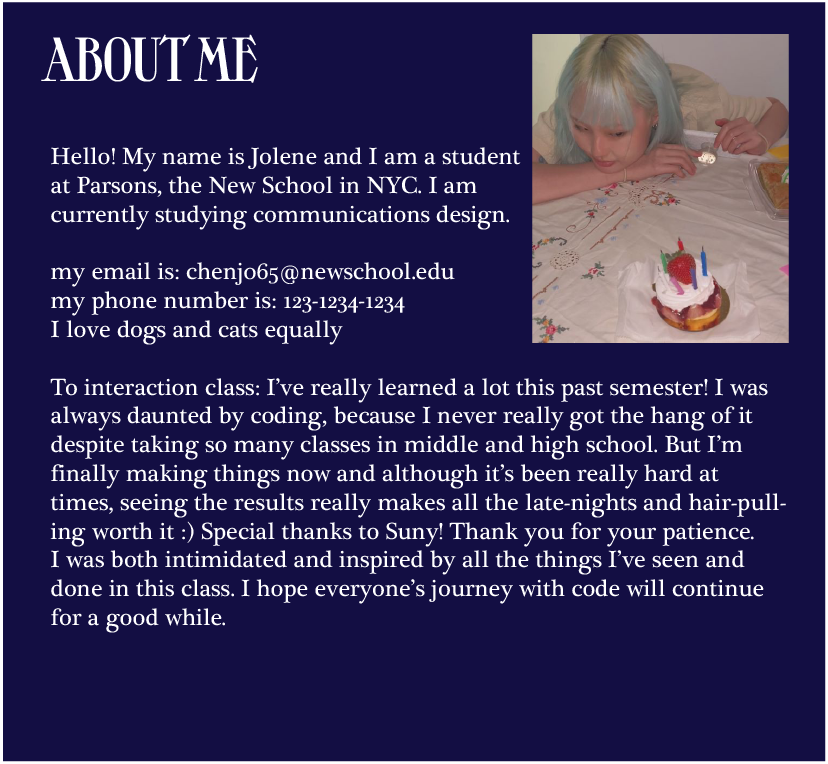 ABOUT ME
Hello! My name is Jolene and I am a student
at Parsons, the New School in NYC. I am
currently studying communications design.
my email is: chenjo65@newschool.edu
my phone number is: 123-1234-1234
I love dogs and cats equally
To interaction class: I’ve really learned a lot this past semester! I was
always daunted by coding, because I never really got the hang of it
despite taking so many classes in middle and high school. But I’m
finally making things now and although it’s been really hard at
times, seeing the results really makes all the late-nights and hair-pull-
ing worth it :) Special thanks to Suny! Thank you for your patience.
I was both intimidated and inspired by all the things I’ve seen and
done in this class. I hope everyone’s journey with code will continue
for a good while.